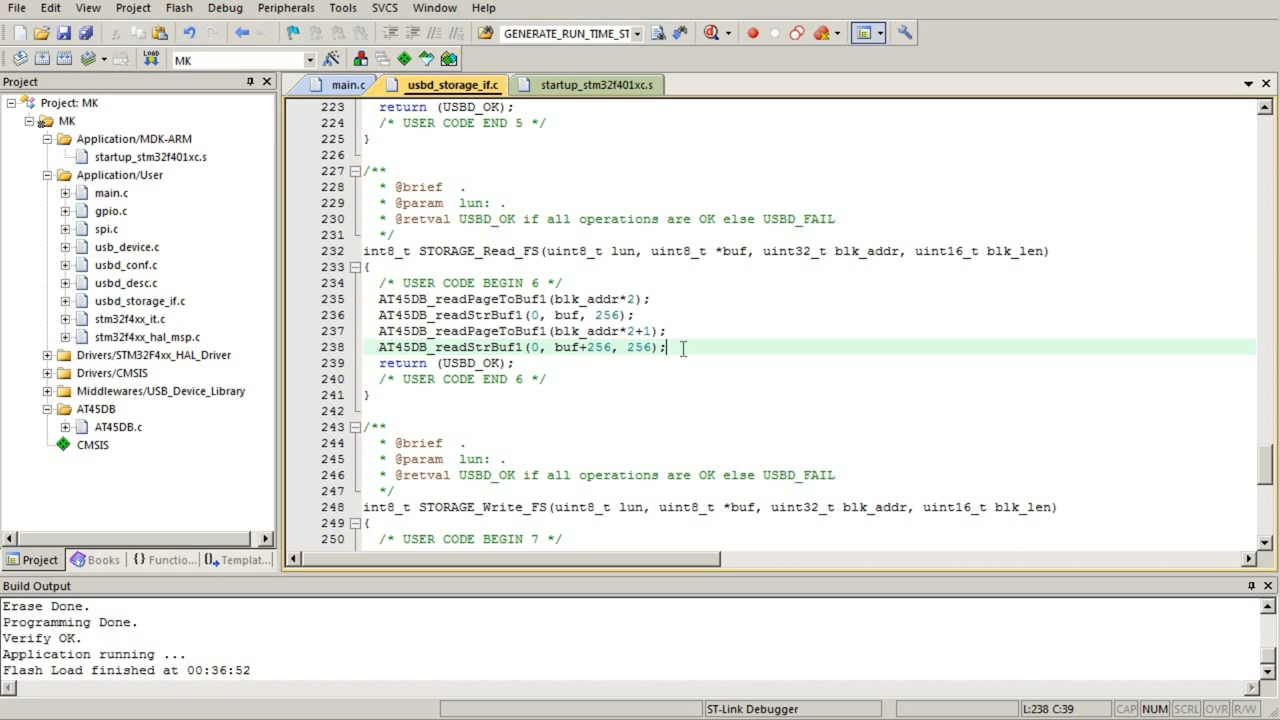 File Edit View Project Flash Debug Peripherals Tools SVCS Window Help
GENERATE_RUN_TIME_ST
LOAD MK
Project
Project: MK
MK
Application/MDK-ARM
startup_stm32f401xc.s
Application/User
main.c
gpio.c
spi.c
usb_device.c
usbd_conf.c
usbd_desc.c
usbd_storage_if.c
stm32f4xx_it.c
stm32f4xx_hal_msp.c
Drivers/STM32F4xx_HAL_Driver
Drivers/CMSIS
Middlewares/USB_Device_Library
AT45DB
AT45DB.c
CMSIS
Project Books {} Functio... 0. Templat...
main.c usbd_storage_if.c startup_stm32f401xc.s
223 return (USBD_OK);
224 /* USER CODE END 5 */
225 }
226
227 /**
228 * @brief .
229 * @param lun: .
230 * @retval USBD_OK if all operations are OK else USBD_FAIL
231 */
232 int8_t STORAGE_Read_FS(uint8_t lun, uint8_t *buf, uint32_t blk_addr, uint16_t blk_len)
233 {
234 /* USER CODE BEGIN 6 */
235 AT45DB_readPageToBuf1(blk_addr*2);
236 AT45DB_readStrBuf1(0, buf, 256);
237 AT45DB_readPageToBuf1(blk_addr*2+1);
238 AT45DB_readStrBuf1(0, buf+256, 256);
239 return (USBD_OK);
240 /* USER CODE END 6 */
241 }
242
243 /**
244 * @brief .
245 * @param lun: .
246 * @retval USBD_OK if all operations are OK else USBD_FAIL
247 */
248 int8_t STORAGE_Write_FS(uint8_t lun, uint8_t *buf, uint32_t blk_addr, uint16_t blk_len)
249 {
250 /* USER CODE BEGIN 7 */
Build Output
Erase Done.
Programming Done.
Verify OK.
Application running ...
Flash Load finished at 00:36:52
ST-Link Debugger L:238 C:39 CAP NUM SCRL OVR R/W